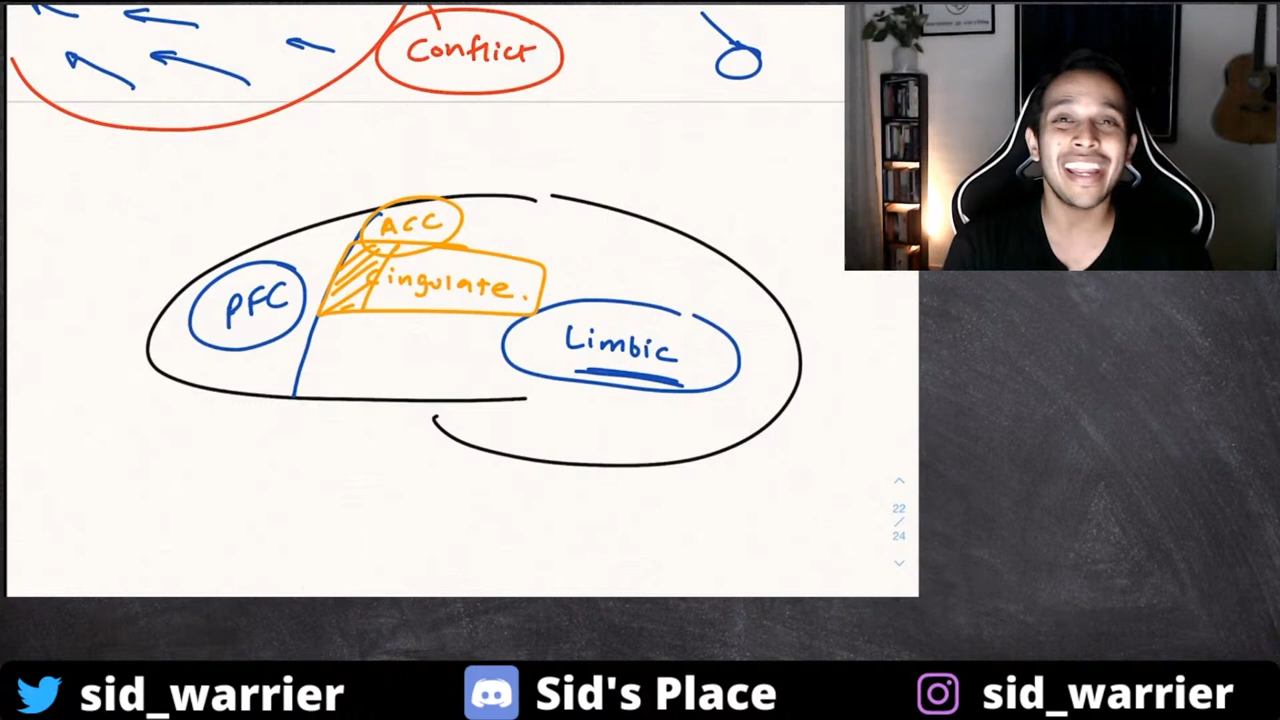 Conflict
ACC
PFC
Cingulate.
Limbic
22
/
24
sid_warrier
Sid's Place
sid_warrier